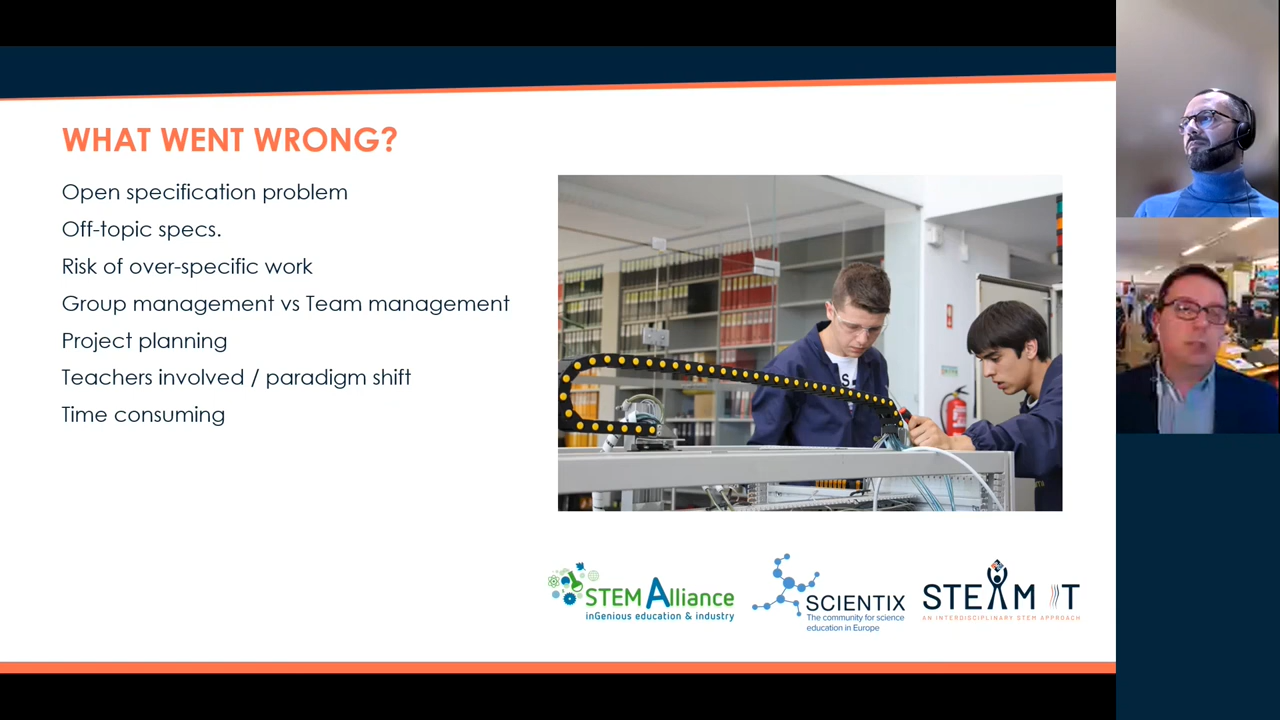 WHAT WENT WRONG?
Open specification problem
Off-topic specs.
Risk of over-specific work
Group management vs Team management
Project planning
Teachers involved / paradigm shift
Time consuming
STEM Alliance
inGenious education & industry
SCIENTIX
The community for science
education in Europe
STEAM IT
AN INTERDISCIPLINARY STEM APPROACH